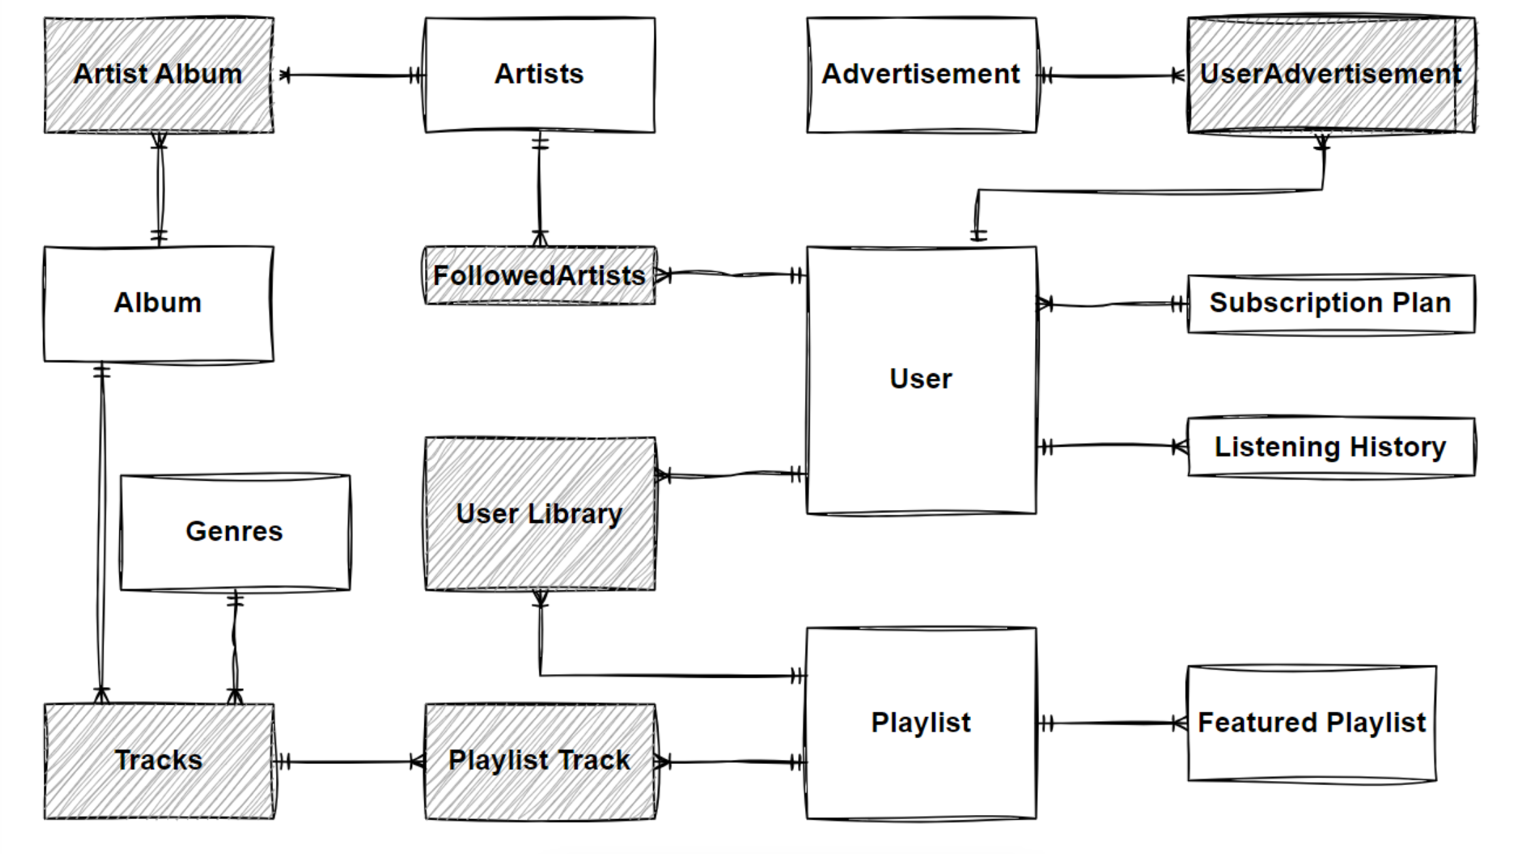 Artist Album
Artists
Advertisement
UserAdvertisement
Album
FollowedArtists
User
Subscription Plan
Listening History
Genres
User Library
Tracks
Playlist Track
Playlist
Featured Playlist